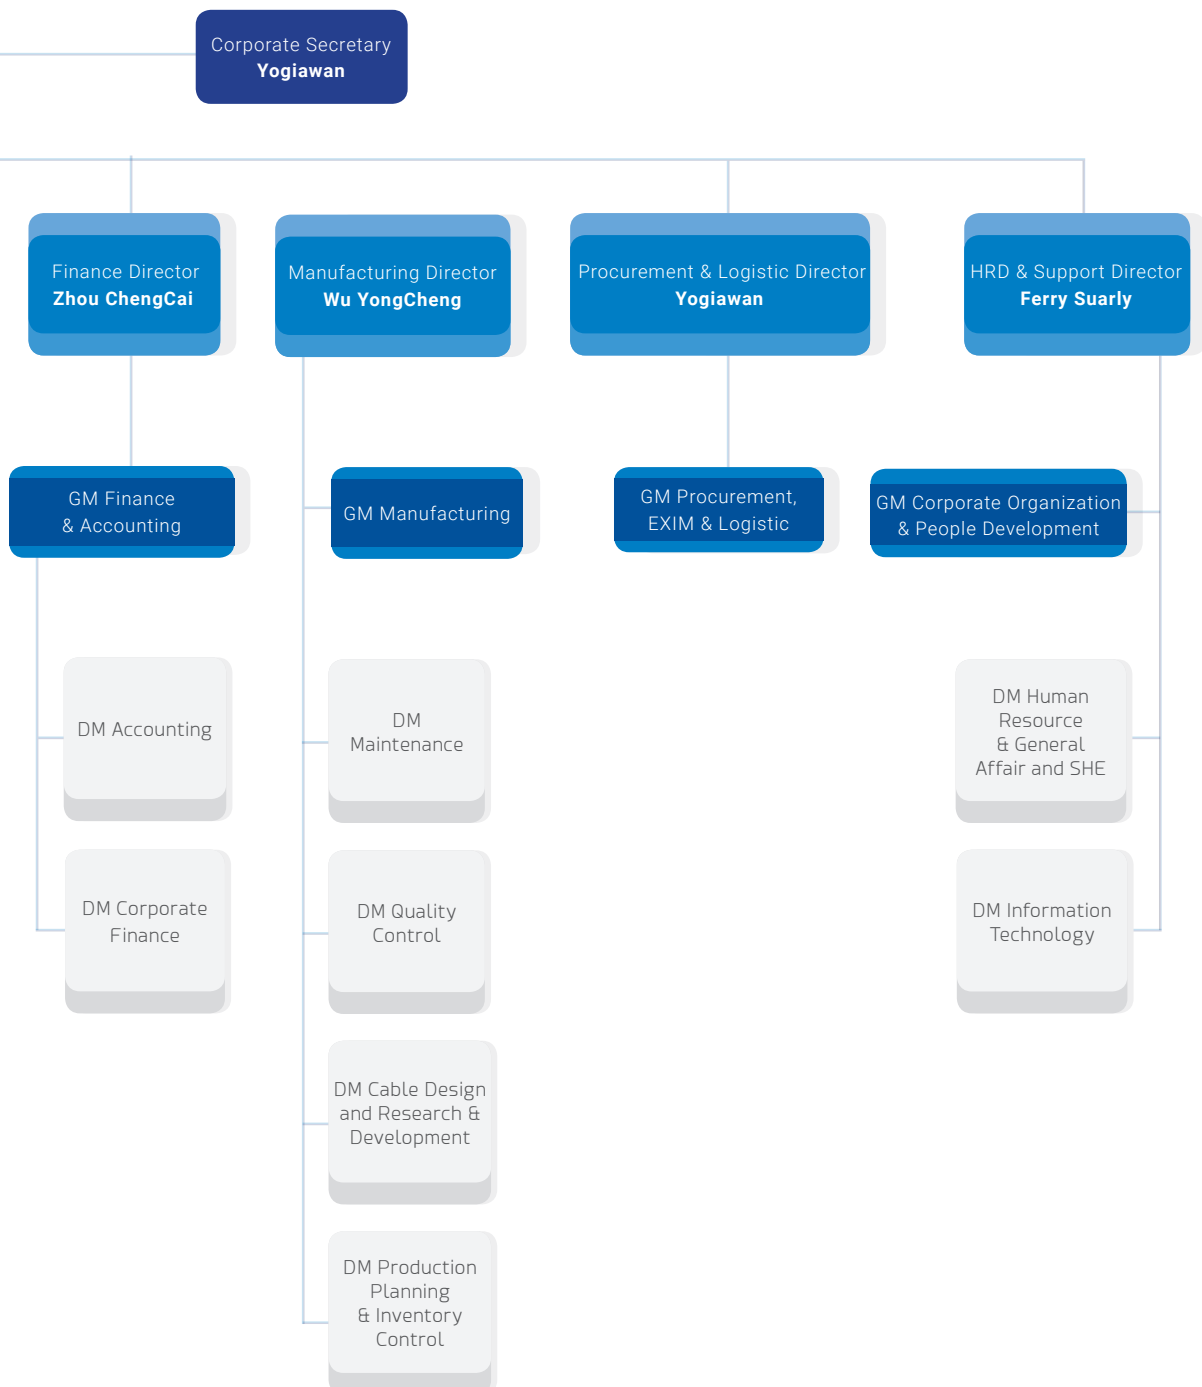 Corporate Secretary
Yogiawan
Finance Director
Zhou ChengCai
Manufacturing Director
Wu YongCheng
Procurement & Logistic Director
Yogiawan
HRD & Support Director
Ferry Suarly
GM Finance
& Accounting
GM Manufacturing
GM Procurement,
EXIM & Logistic
GM Corporate Organization
& People Development
DM Accounting
DM
Maintenance
DM Human
Resource
& General
Affair and SHE
DM Corporate
Finance
DM Quality
Control
DM Information
Technology
DM Cable Design
and Research &
Development
DM Production
Planning
& Inventory
Control